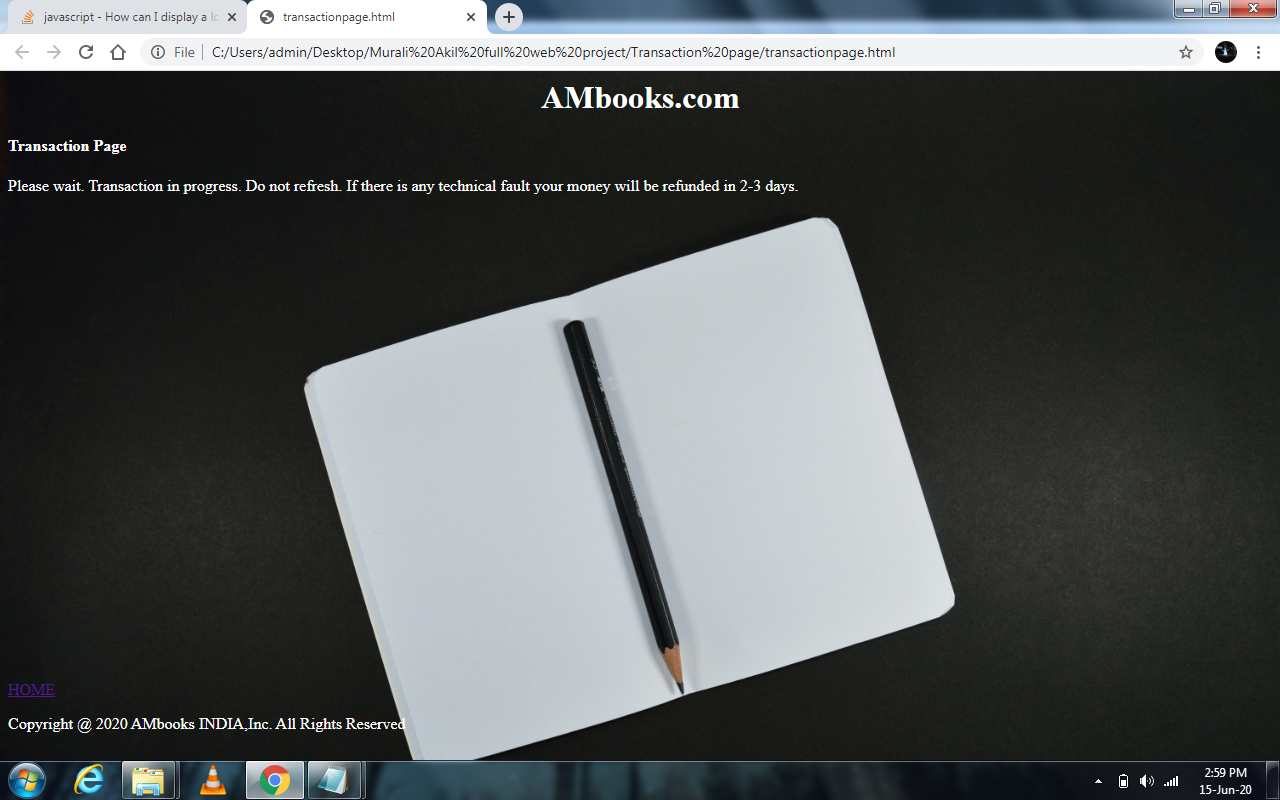 javascript - How can I display a lo
transactionpage.html
File
C:/Users/admin/Desktop/Murali%20Akil%20full%20web%20project/Transaction%20page/transactionpage.html
AMbooks.com
Transaction Page
Please wait. Transaction in progress. Do not refresh. If there is any technical fault your money will be refunded in 2-3 days.
HOME
Copyright @ 2020 AMbooks INDIA,Inc. All Rights Reserved
2:59 PM
15-Jun-20